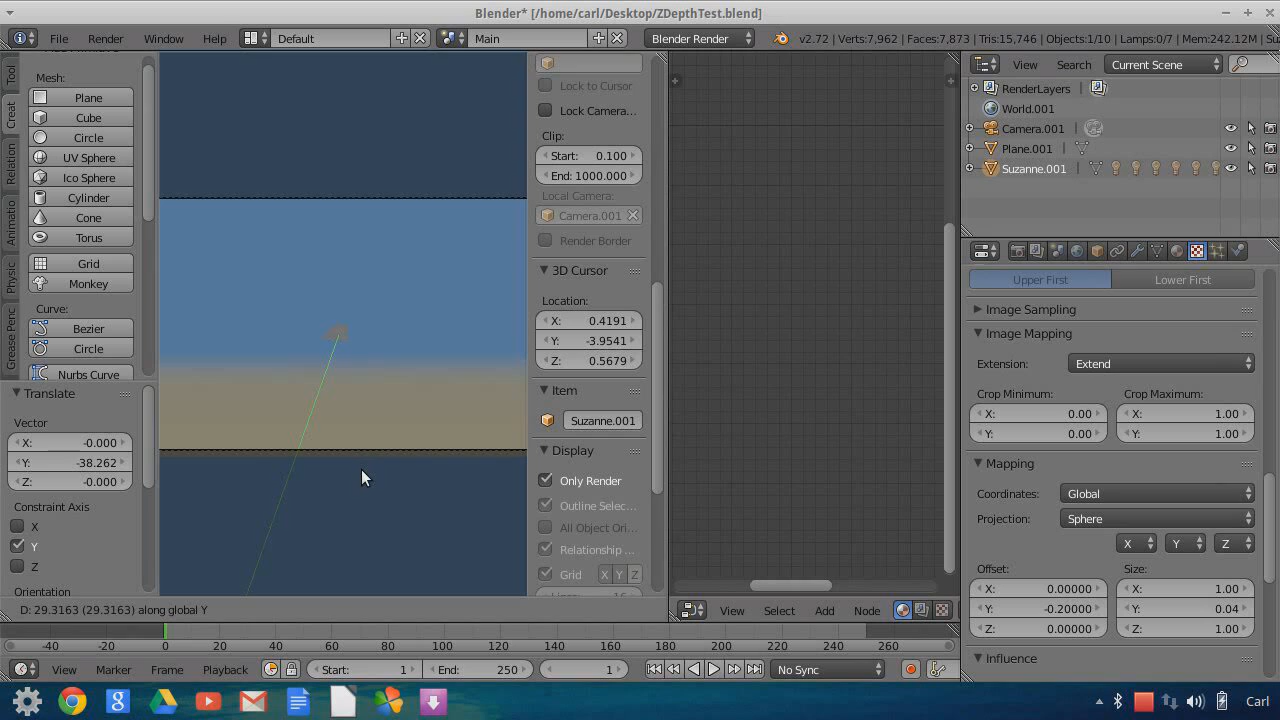 Blender* [/home/carl/Desktop/ZDepthTest.blend]
File Render Window Help Default Main Blender Render v2.72 | Verts:7,962 | Faces:7,873 | Tris:15,746 | Objects:1/10 | Lamps:0/7 | Mem:242.12M | Su
Tool
Creat
Relation
Animatio
Physic
Grease Penc
Mesh:
Plane
Cube
Circle
UV Sphere
Ico Sphere
Cylinder
Cone
Torus
Grid
Monkey
Curve:
Bezier
Circle
Nurbs Curve
Translate
Vector
X: -0.000
Y: -38.262
Z: -0.000
Constraint Axis
X
Y
Z
Orientation
D: 29.3163 (29.3163) along global Y
Lock to Cursor
Lock Camera...
Clip:
Start: 0.100
End: 1000.000
Local Camera:
Camera.001
Render Border
3D Cursor
Location:
X: 0.4191
Y: -3.9541
Z: 0.5679
Item
Suzanne.001
Display
Only Render
Outline Selec...
All Object Ori...
Relationship ...
Grid X Y Z
View Select Add Node
View Search Current Scene
RenderLayers
World.001
Camera.001
Plane.001
Suzanne.001
Upper First Lower First
Image Sampling
Image Mapping
Extension: Extend
Crop Minimum: Crop Maximum:
X: 0.00 X: 1.00
Y: 0.00 Y: 1.00
Mapping
Coordinates: Global
Projection: Sphere
X Y Z
Offset: Size:
X: 0.00000 X: 1.00
Y: -0.20000 Y: 0.04
Z: 0.00000 Z: 1.00
Influence
-40 -20 0 20 40 60 80 100 120 140 160 180 200 220 240 260
View Marker Frame Playback Start: 1 End: 250 1 No Sync
Carl